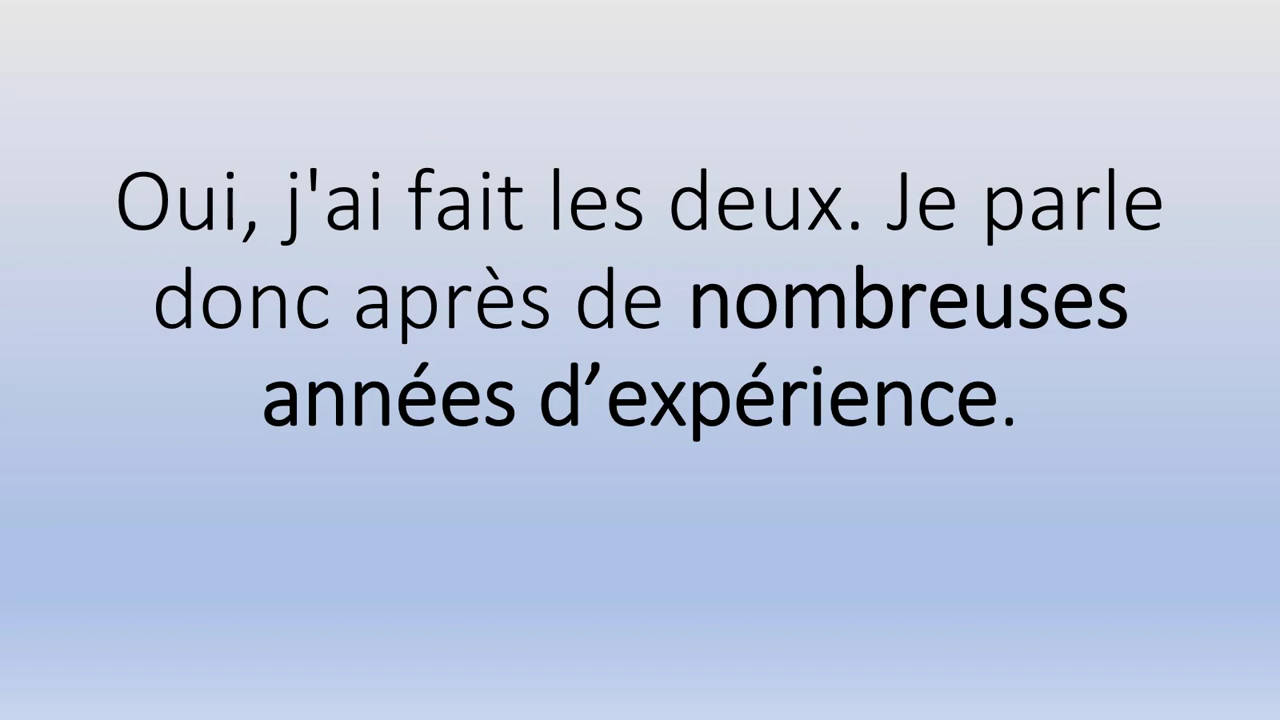 Oui, j'ai fait les deux. Je parle
donc après de nombreuses
années d’expérience.